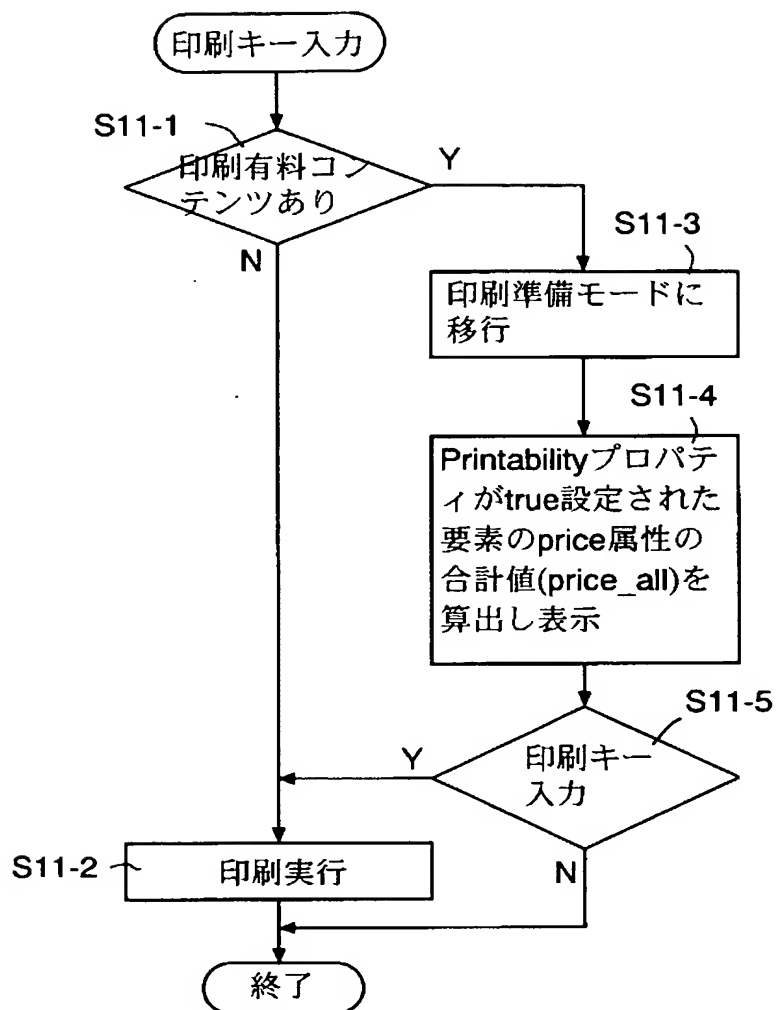 印刷キー入力
S11-1
印刷有料コン
テンツあり
Y
N
S11-3
印刷準備モードに
移行
S11-4
Printabilityプロパテ
ィがtrue設定された
要素のprice属性の
合計値(price_all)を
算出し表示
S11-5
印刷キー
入力
Y
N
S11-2
印刷実行
終了